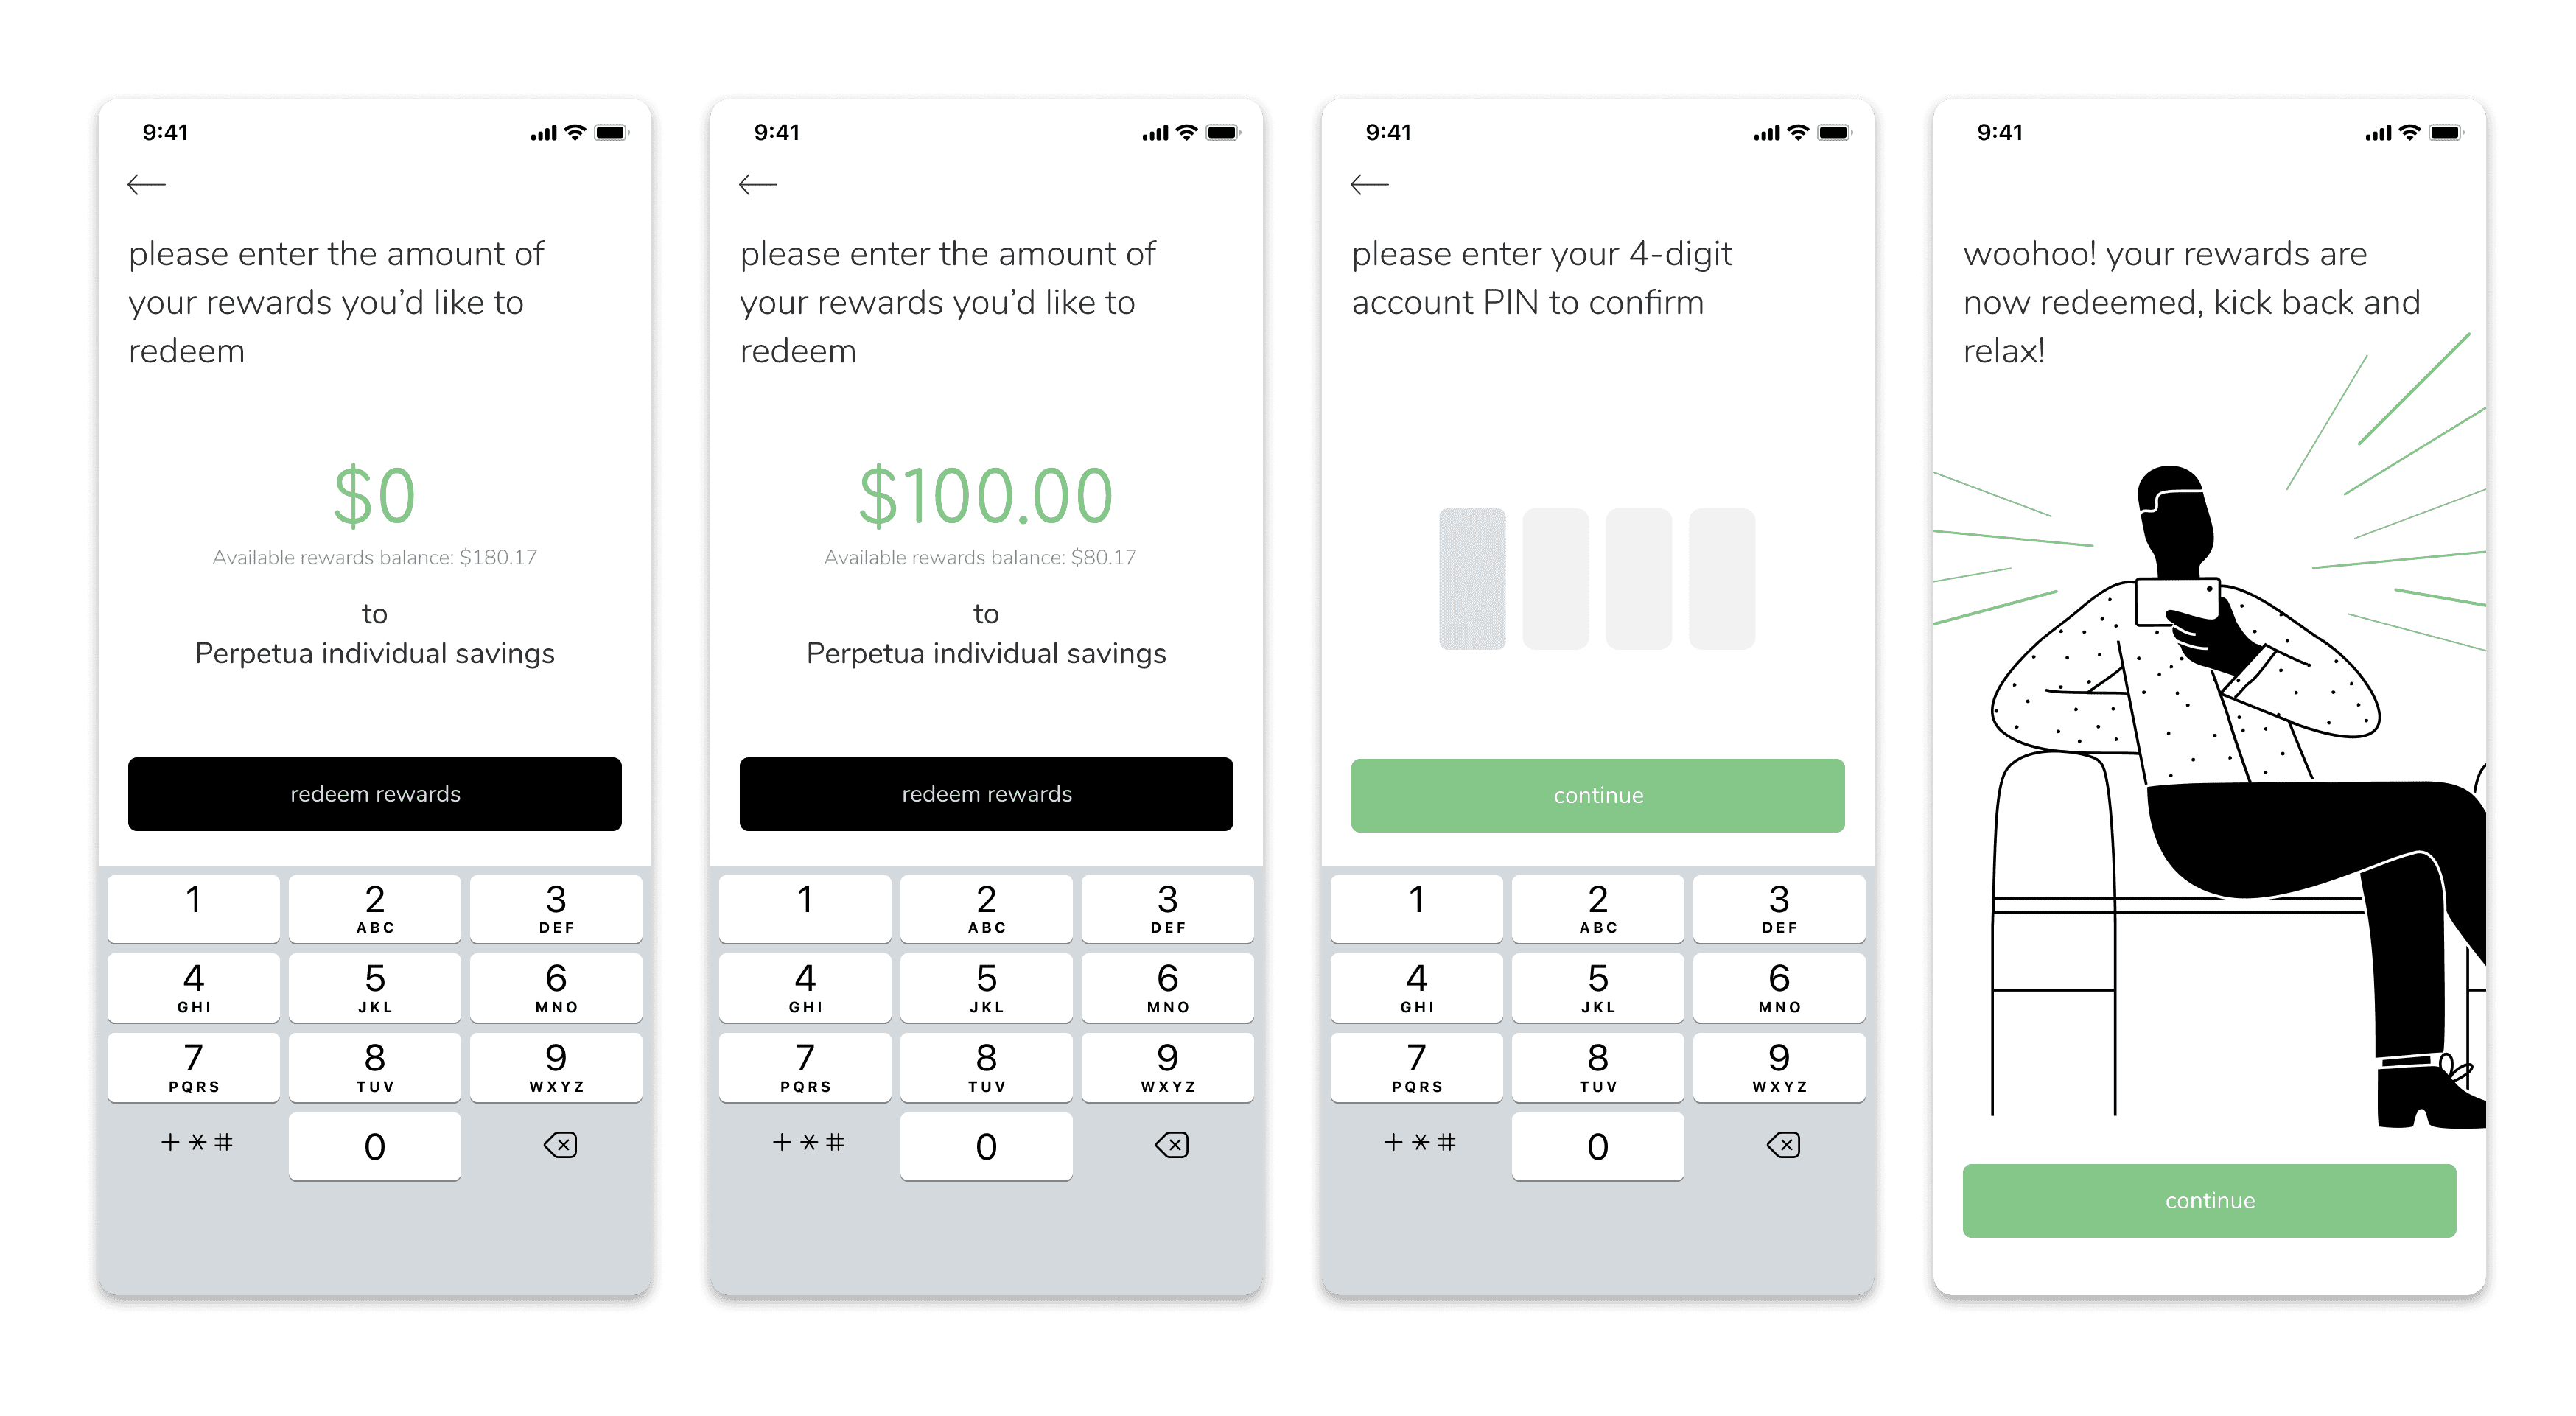 9:41
please enter the amount of
your rewards you’d like to
redeem
$0
Available rewards balance: $180.17
to
Perpetua individual savings
redeem rewards
1
2
ABC
3
DEF
4
GHI
5
JKL
6
MNO
7
PQRS
8
TUV
9
WXYZ
+*#
0
9:41
please enter the amount of
your rewards you’d like to
redeem
$100.00
Available rewards balance: $80.17
to
Perpetua individual savings
redeem rewards
1
2
ABC
3
DEF
4
GHI
5
JKL
6
MNO
7
PQRS
8
TUV
9
WXYZ
+*#
0
9:41
please enter your 4-digit
account PIN to confirm
continue
1
2
ABC
3
DEF
4
GHI
5
JKL
6
MNO
7
PQRS
8
TUV
9
WXYZ
+*#
0
9:41
woohoo! your rewards are
now redeemed, kick back and
relax!
continue